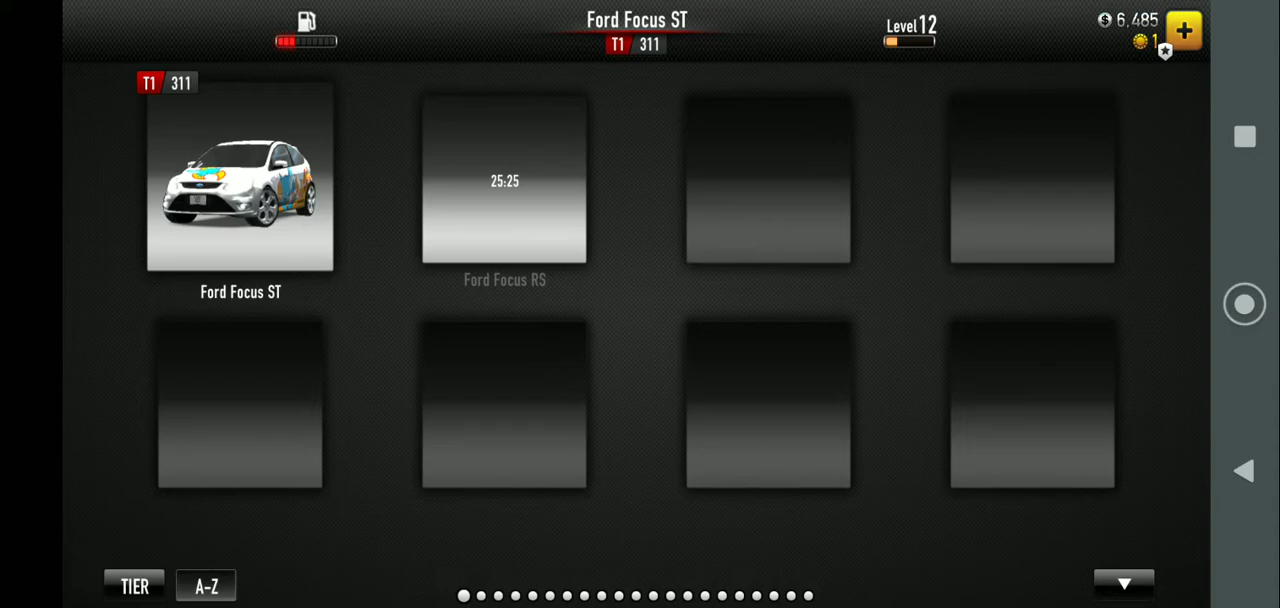 Ford Focus ST
T1 311
Level 12
6,485
1
T1 311
25:25
Ford Focus ST
Ford Focus RS
TIER
A-Z